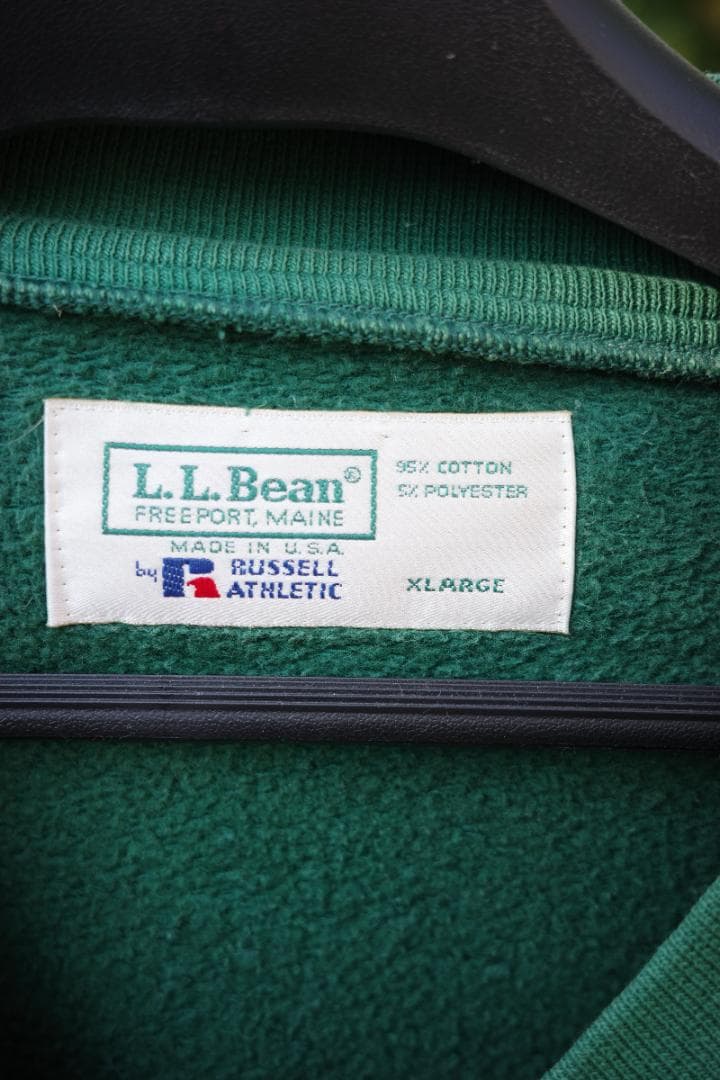 L.L.Bean®
FREEPORT, MAINE
MADE IN U.S.A.
by RUSSELL
ATHLETIC
95% COTTON
5% POLYESTER
XLARGE